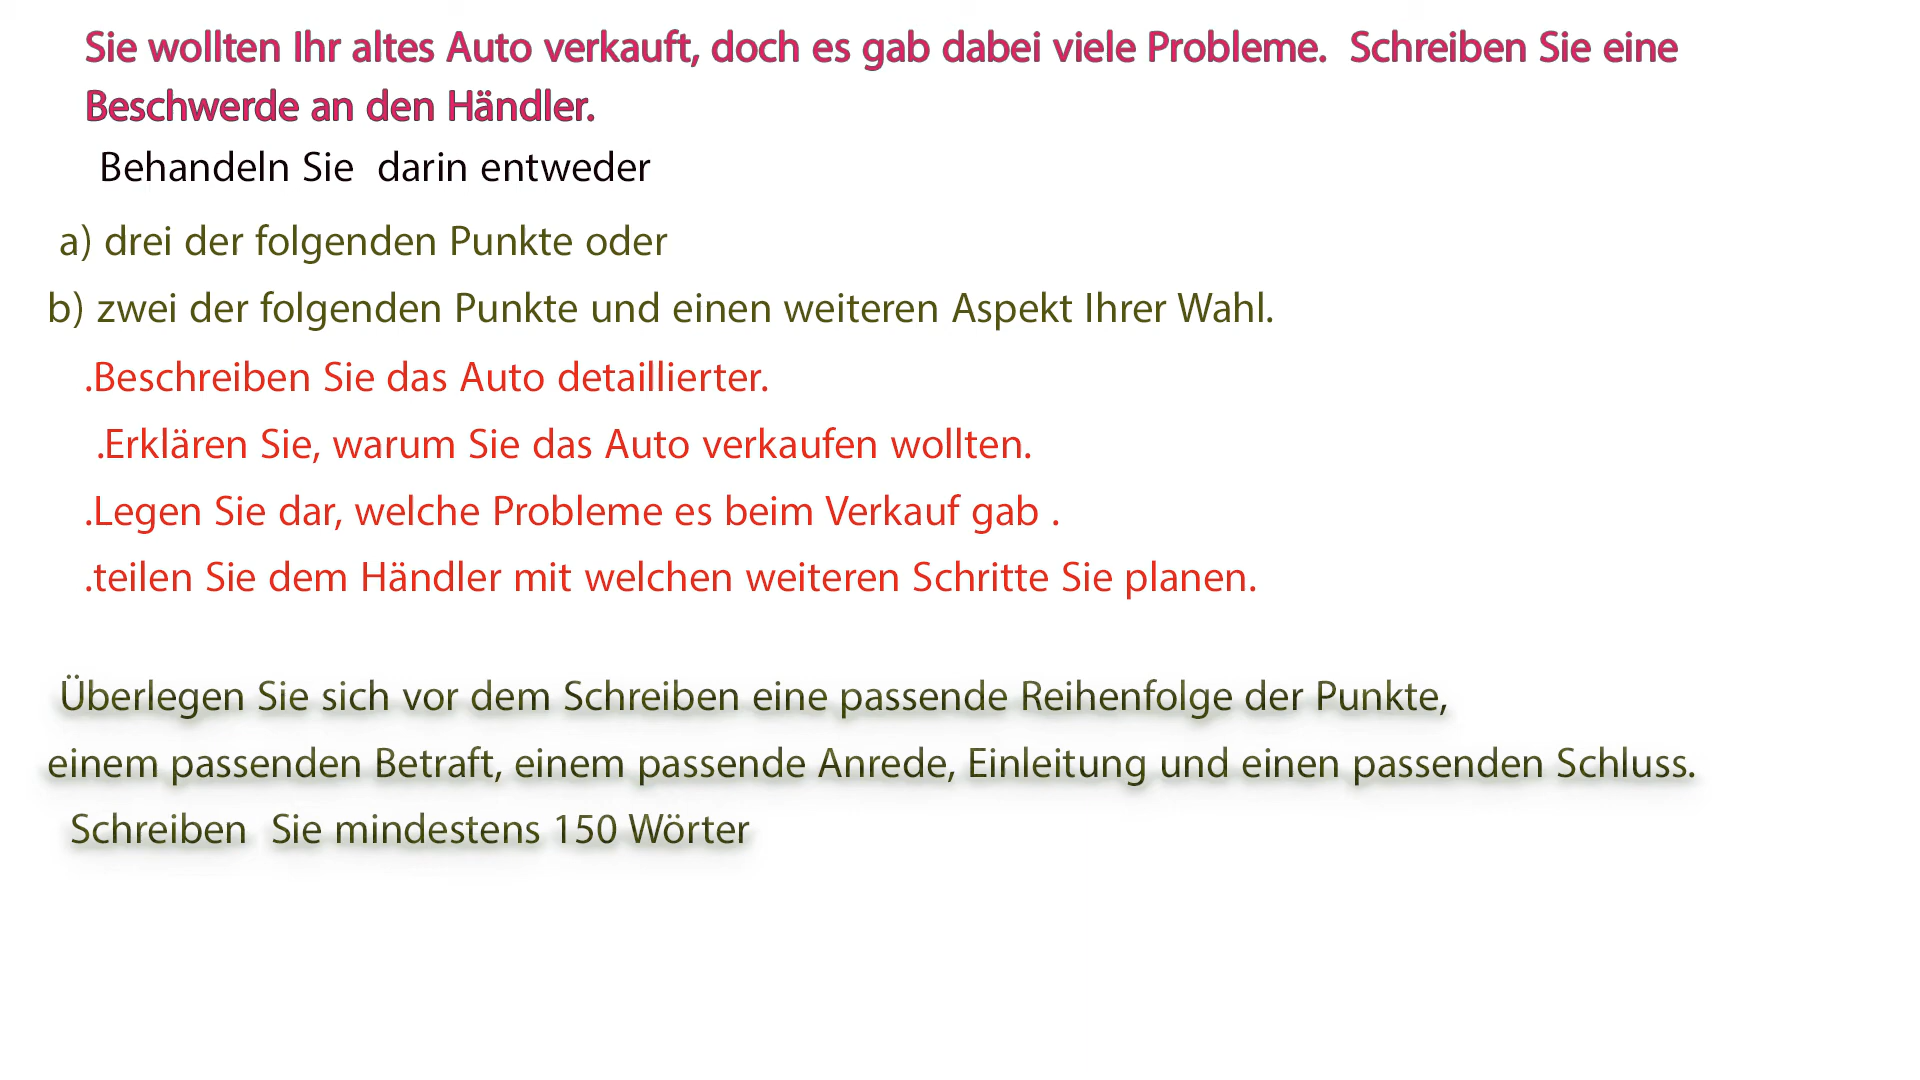 Sie wollten Ihr altes Auto verkauft, doch es gab dabei viele Probleme.  Schreiben Sie eine
Beschwerde an den Händler.
Behandeln Sie  darin entweder
a) drei der folgenden Punkte oder
b) zwei der folgenden Punkte und einen weiteren Aspekt Ihrer Wahl.
.Beschreiben Sie das Auto detaillierter.
.Erklären Sie, warum Sie das Auto verkaufen wollten.
.Legen Sie dar, welche Probleme es beim Verkauf gab .
.teilen Sie dem Händler mit welchen weiteren Schritte Sie planen.
Überlegen Sie sich vor dem Schreiben eine passende Reihenfolge der Punkte,
einem passenden Betraft, einem passende Anrede, Einleitung und einen passenden Schluss.
Schreiben  Sie mindestens 150 Wörter